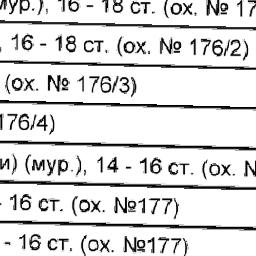 мур.), 16 - 18 ст. (ох. № 17
, 16 - 18 ст. (ох. № 176/2)
(ох. № 176/3)
176/4)
и) (мур.), 14 - 16 ст. (ох. №
- 16 ст. (ох. №177)
- 16 ст. (ох. №177)